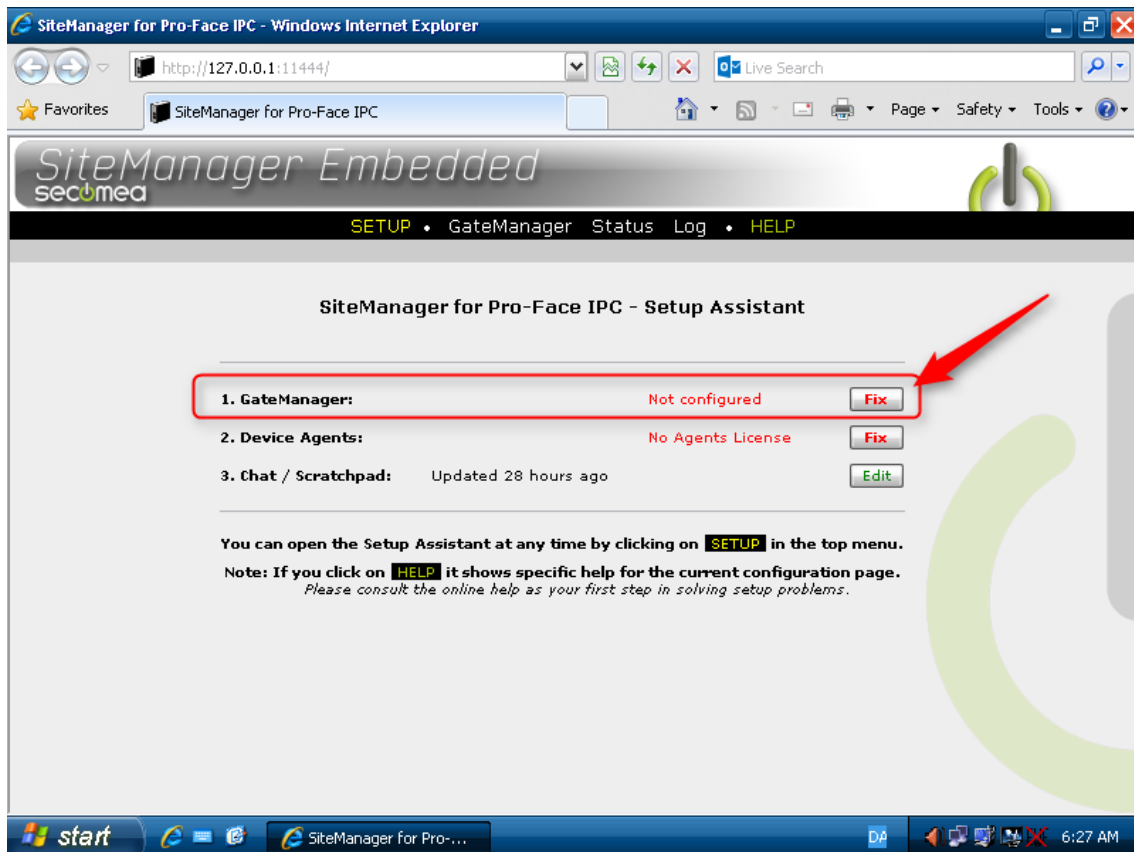 SiteManager for Pro-Face IPC - Windows Internet Explorer
http://127.0.0.1:11444/
Live Search
Favorites
SiteManager for Pro-Face IPC
Page
Safety
Tools
SiteManager Embedded
secomea
SETUP • GateManager Status Log • HELP
SiteManager for Pro-Face IPC - Setup Assistant
1. GateManager: Not configured Fix
2. Device Agents: No Agents License Fix
3. Chat / Scratchpad: Updated 28 hours ago Edit
You can open the Setup Assistant at any time by clicking on SETUP in the top menu.
Note: If you click on HELP it shows specific help for the current configuration page.
Please consult the online help as your first step in solving setup problems.
start
SiteManager for Pro-...
DA
6:27 AM